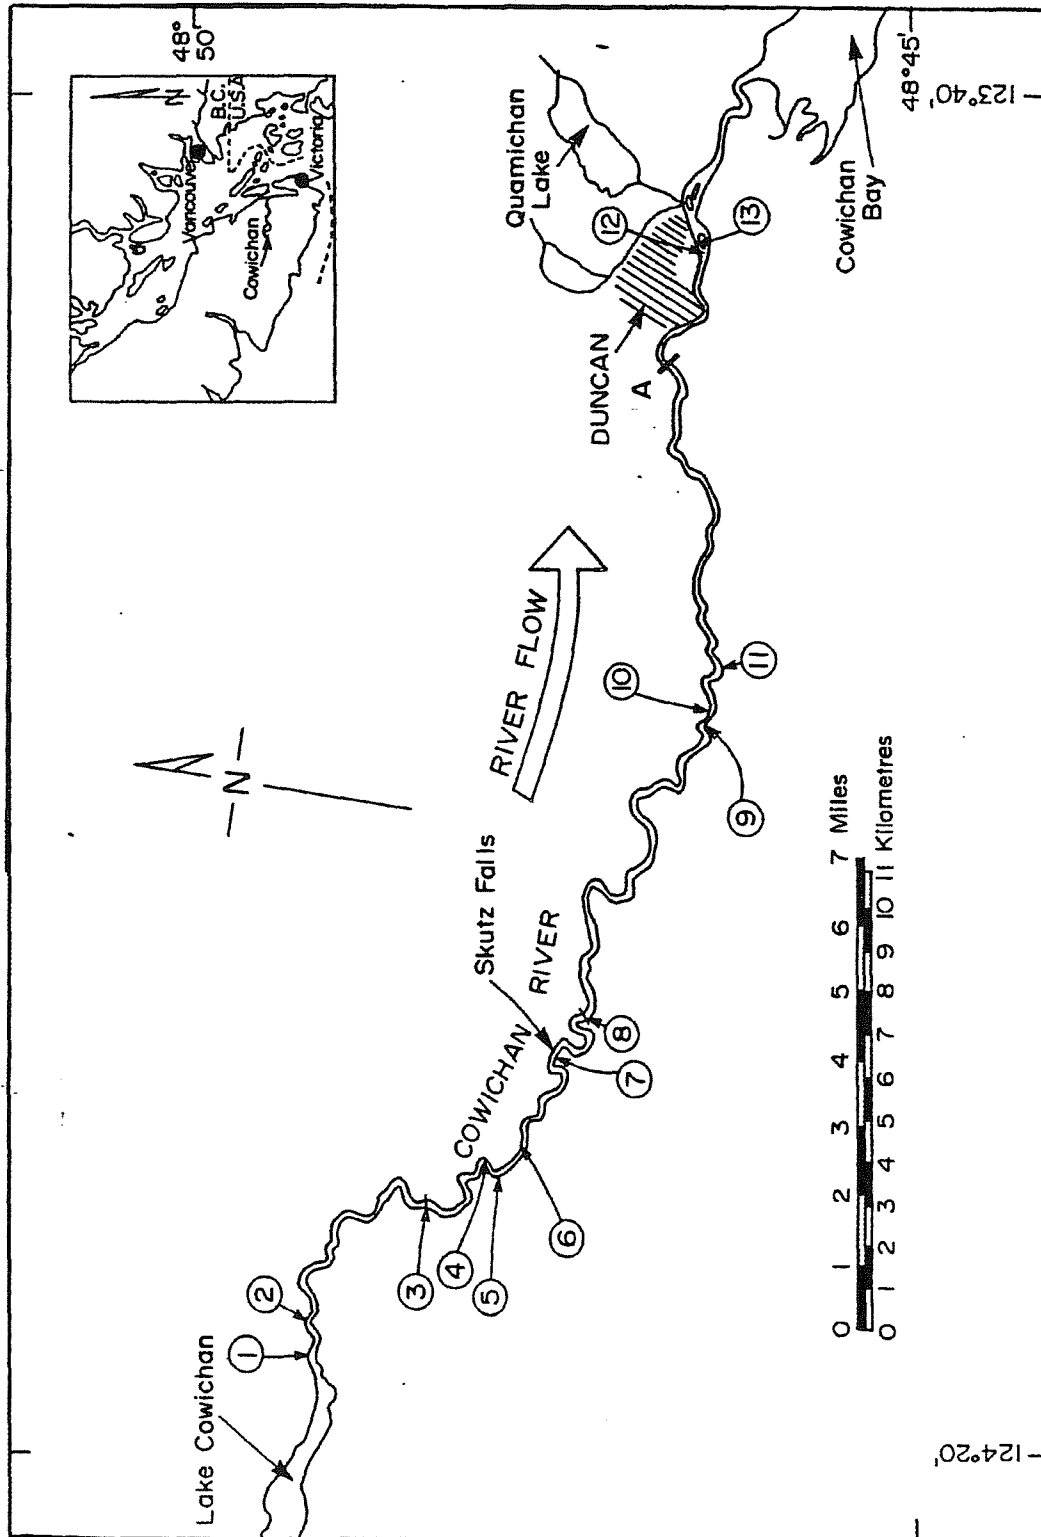 48°
50'
N
B.C.
U.S.A
Vancouver
Victoria
Cowichan
Lake Cowichan
1
2
3
4
5
6
7
8
9
10
11
12
13
COWICHAN
RIVER
Skutz Falls
N
RIVER FLOW
DUNCAN
A
Quamichan
Lake
Cowichan
Bay
0 1 2 3 4 5 6 7 Miles
0 1 2 3 4 5 6 7 8 9 10 11 Kilometres
48°45'
124°20'
123°40'